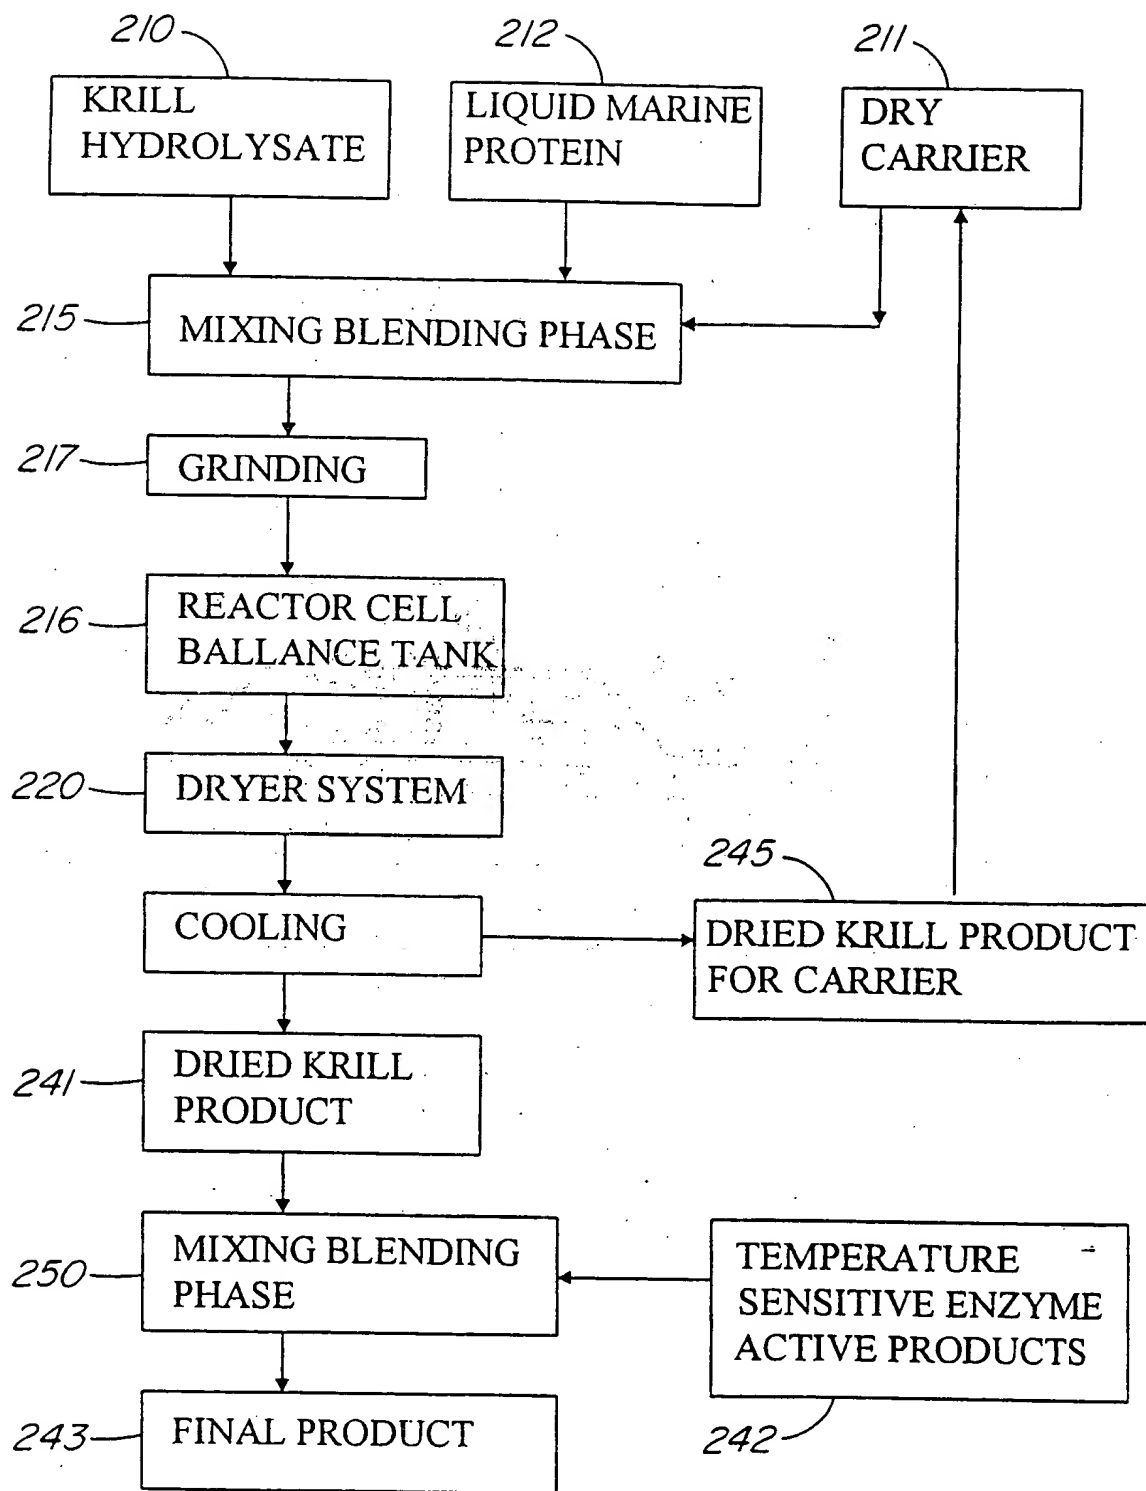 210
212
211
KRILL
HYDROLYSATE
LIQUID MARINE
PROTEIN
DRY
CARRIER
215
MIXING BLENDING PHASE
217
GRINDING
216
REACTOR CELL
BALLANCE TANK
220
DRYER SYSTEM
245
COOLING
DRIED KRILL PRODUCT
FOR CARRIER
241
DRIED KRILL
PRODUCT
250
MIXING BLENDING
PHASE
TEMPERATURE
SENSITIVE ENZYME
ACTIVE PRODUCTS
243
FINAL PRODUCT
242